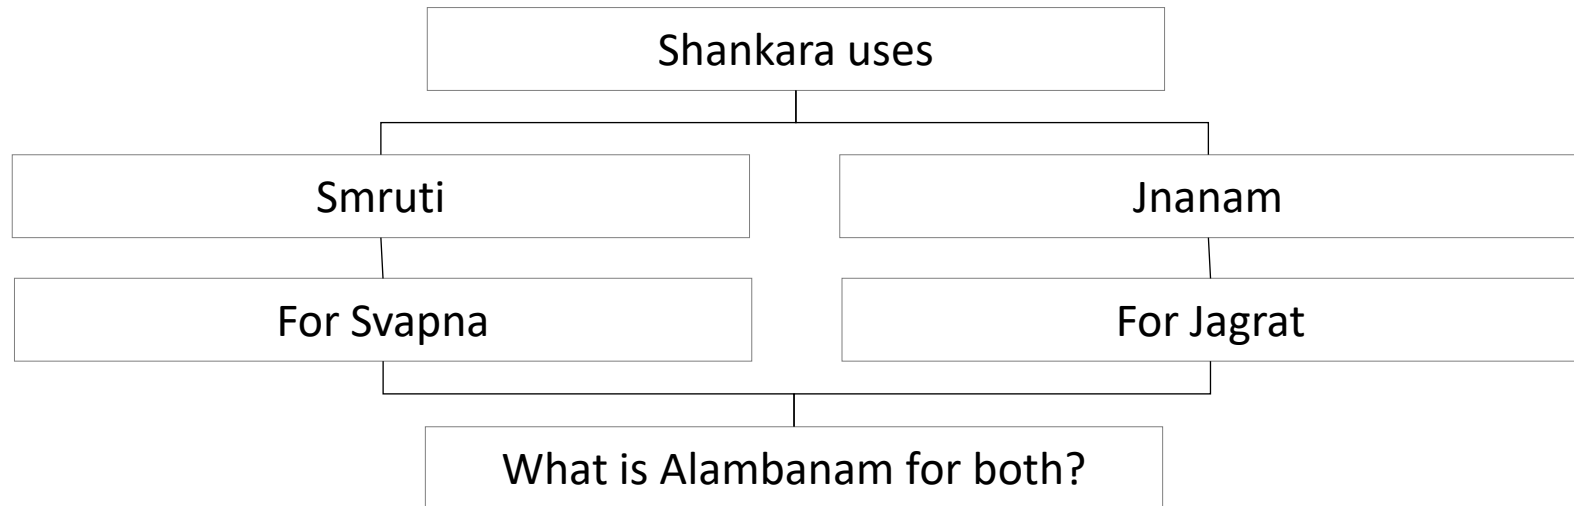 Shankara uses
Smruti
Jnanam
For Svapna
For Jagrat
What is Alambanam for both?